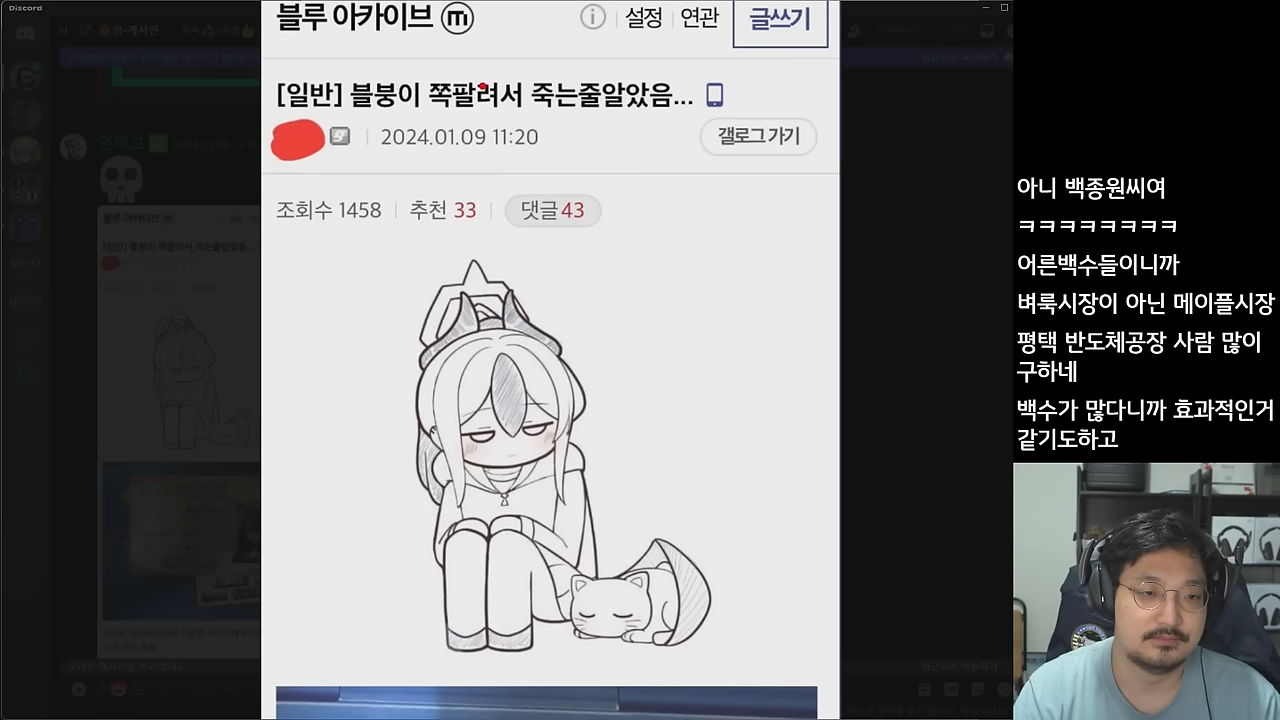 Discord
블루 아카이브 ⓜ
ⓘ 설정 연관 글쓰기
[일반] 블붕이 쪽팔려서 죽는줄알았음...
2024.01.09 11:20
갤로그 가기
조회수 1458 추천 33 댓글 43
아니 백종원씨여
ㅋㅋㅋㅋㅋㅋㅋㅋ
어른백수들이니까
벼룩시장이 아닌 메이플시장
평택 반도체공장 사람 많이
구하네
백수가 많다니까 효과적인거
같기도하고